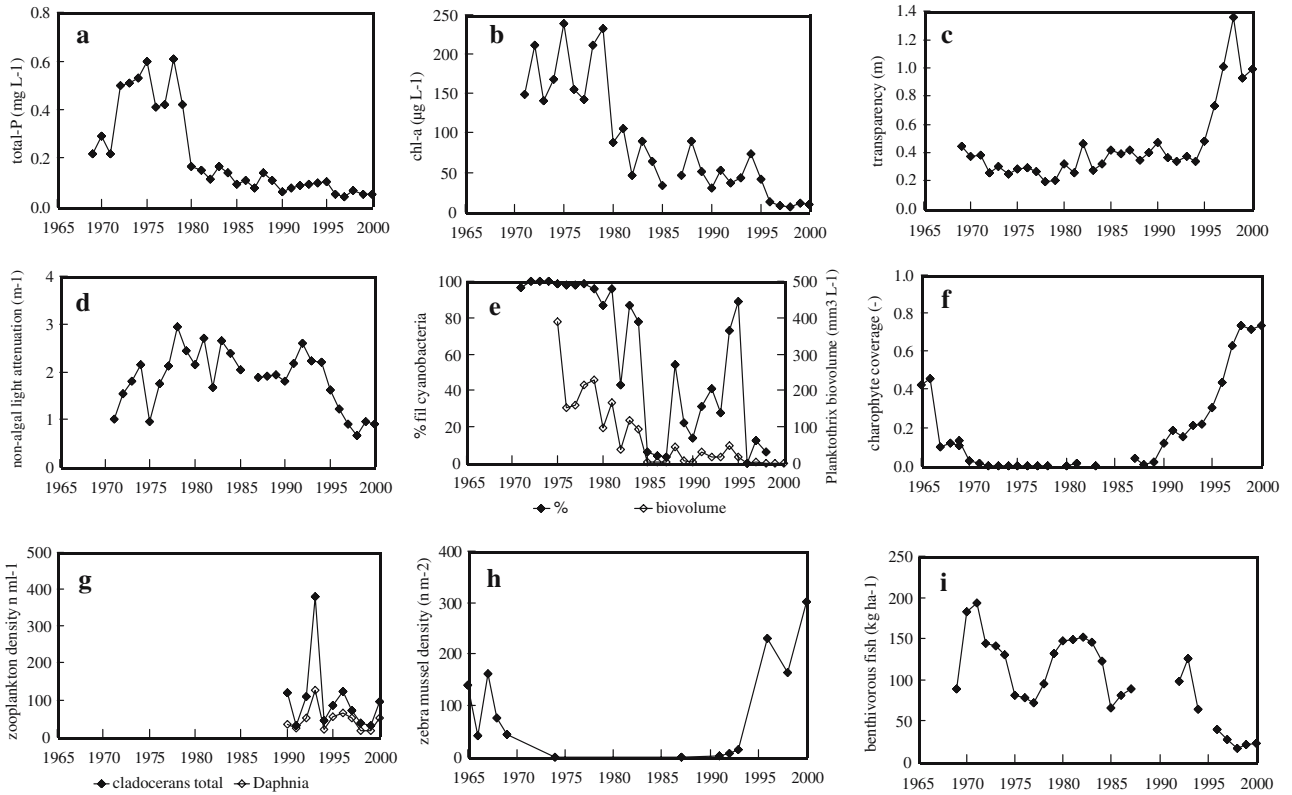 a
total-P (mg L-1)
0.8
0.6
0.4
0.2
0.0
1965 1970 1975 1980 1985 1990 1995 2000
b
chl-a (µg L-1)
250
200
150
100
50
0
1965 1970 1975 1980 1985 1990 1995 2000
c
transparency (m)
1.4
1.2
1.0
0.8
0.6
0.4
0.2
0.0
1965 1970 1975 1980 1985 1990 1995 2000
d
non-algal light attenuation (m-1)
4
3
2
1
0
1965 1970 1975 1980 1985 1990 1995 2000
e
% fil cyanobacteria
100
80
60
40
20
0
Planktothrix biovolume (mm3 L-1)
500
400
300
200
100
0
1965 1970 1975 1980 1985 1990 1995 2000
% biovolume
f
charophyte coverage (-)
1.0
0.8
0.6
0.4
0.2
0.0
1965 1970 1975 1980 1985 1990 1995 2000
g
zooplankton density n ml-1
500
400
300
200
100
0
1965 1970 1975 1980 1985 1990 1995 2000
cladocerans total Daphnia
h
zebra mussel density (n m-2)
400
300
200
100
0
1965 1970 1975 1980 1985 1990 1995 2000
i
benthivorous fish (kg ha-1)
250
200
150
100
50
0
1965 1970 1975 1980 1985 1990 1995 2000